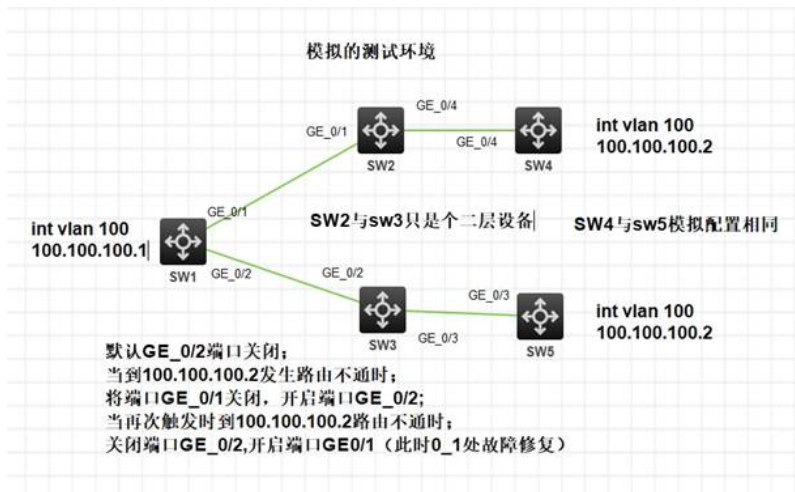 模拟的测试环境
GE_0/4
GE_0/1
GE_0/4
SW2
SW4
int vlan 100
100.100.100.2
int vlan 100
100.100.100.1
GE_0/1
SW1
GE_0/2
SW2与sw3只是个二层设备
SW4与sw5模拟配置相同
GE_0/2
GE_0/3
SW3
GE_0/3
SW5
int vlan 100
100.100.100.2
默认GE_0/2端口关闭；
当到100.100.100.2发生路由不通时；
将端口GE_0/1关闭，开启端口GE_0/2;
当再次触发时到100.100.100.2路由不通时；
关闭端口GE_0/2,开启端口GE0/1（此时0_1处故障修复）